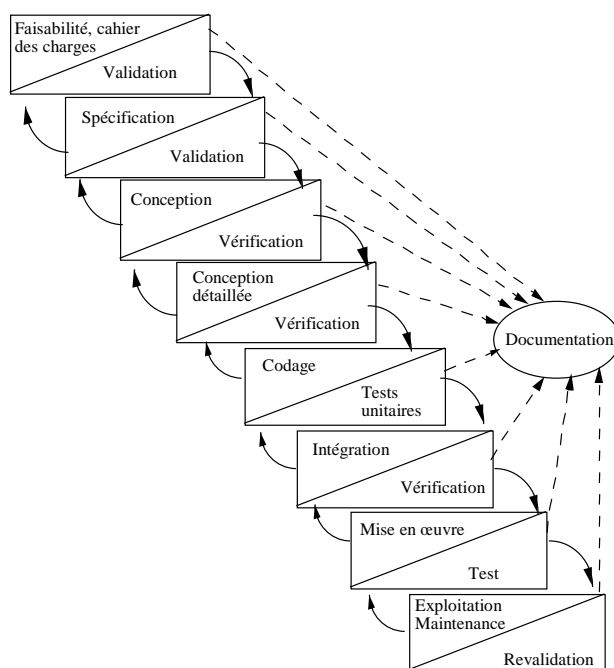 Faisabilité, cahier
des charges
Validation
Spécification
Validation
Conception
Vérification
Conception
détaillée
Vérification
Documentation
Codage
Tests
unitaires
Intégration
Vérification
Mise en œuvre
Test
Exploitation
Maintenance
Revalidation